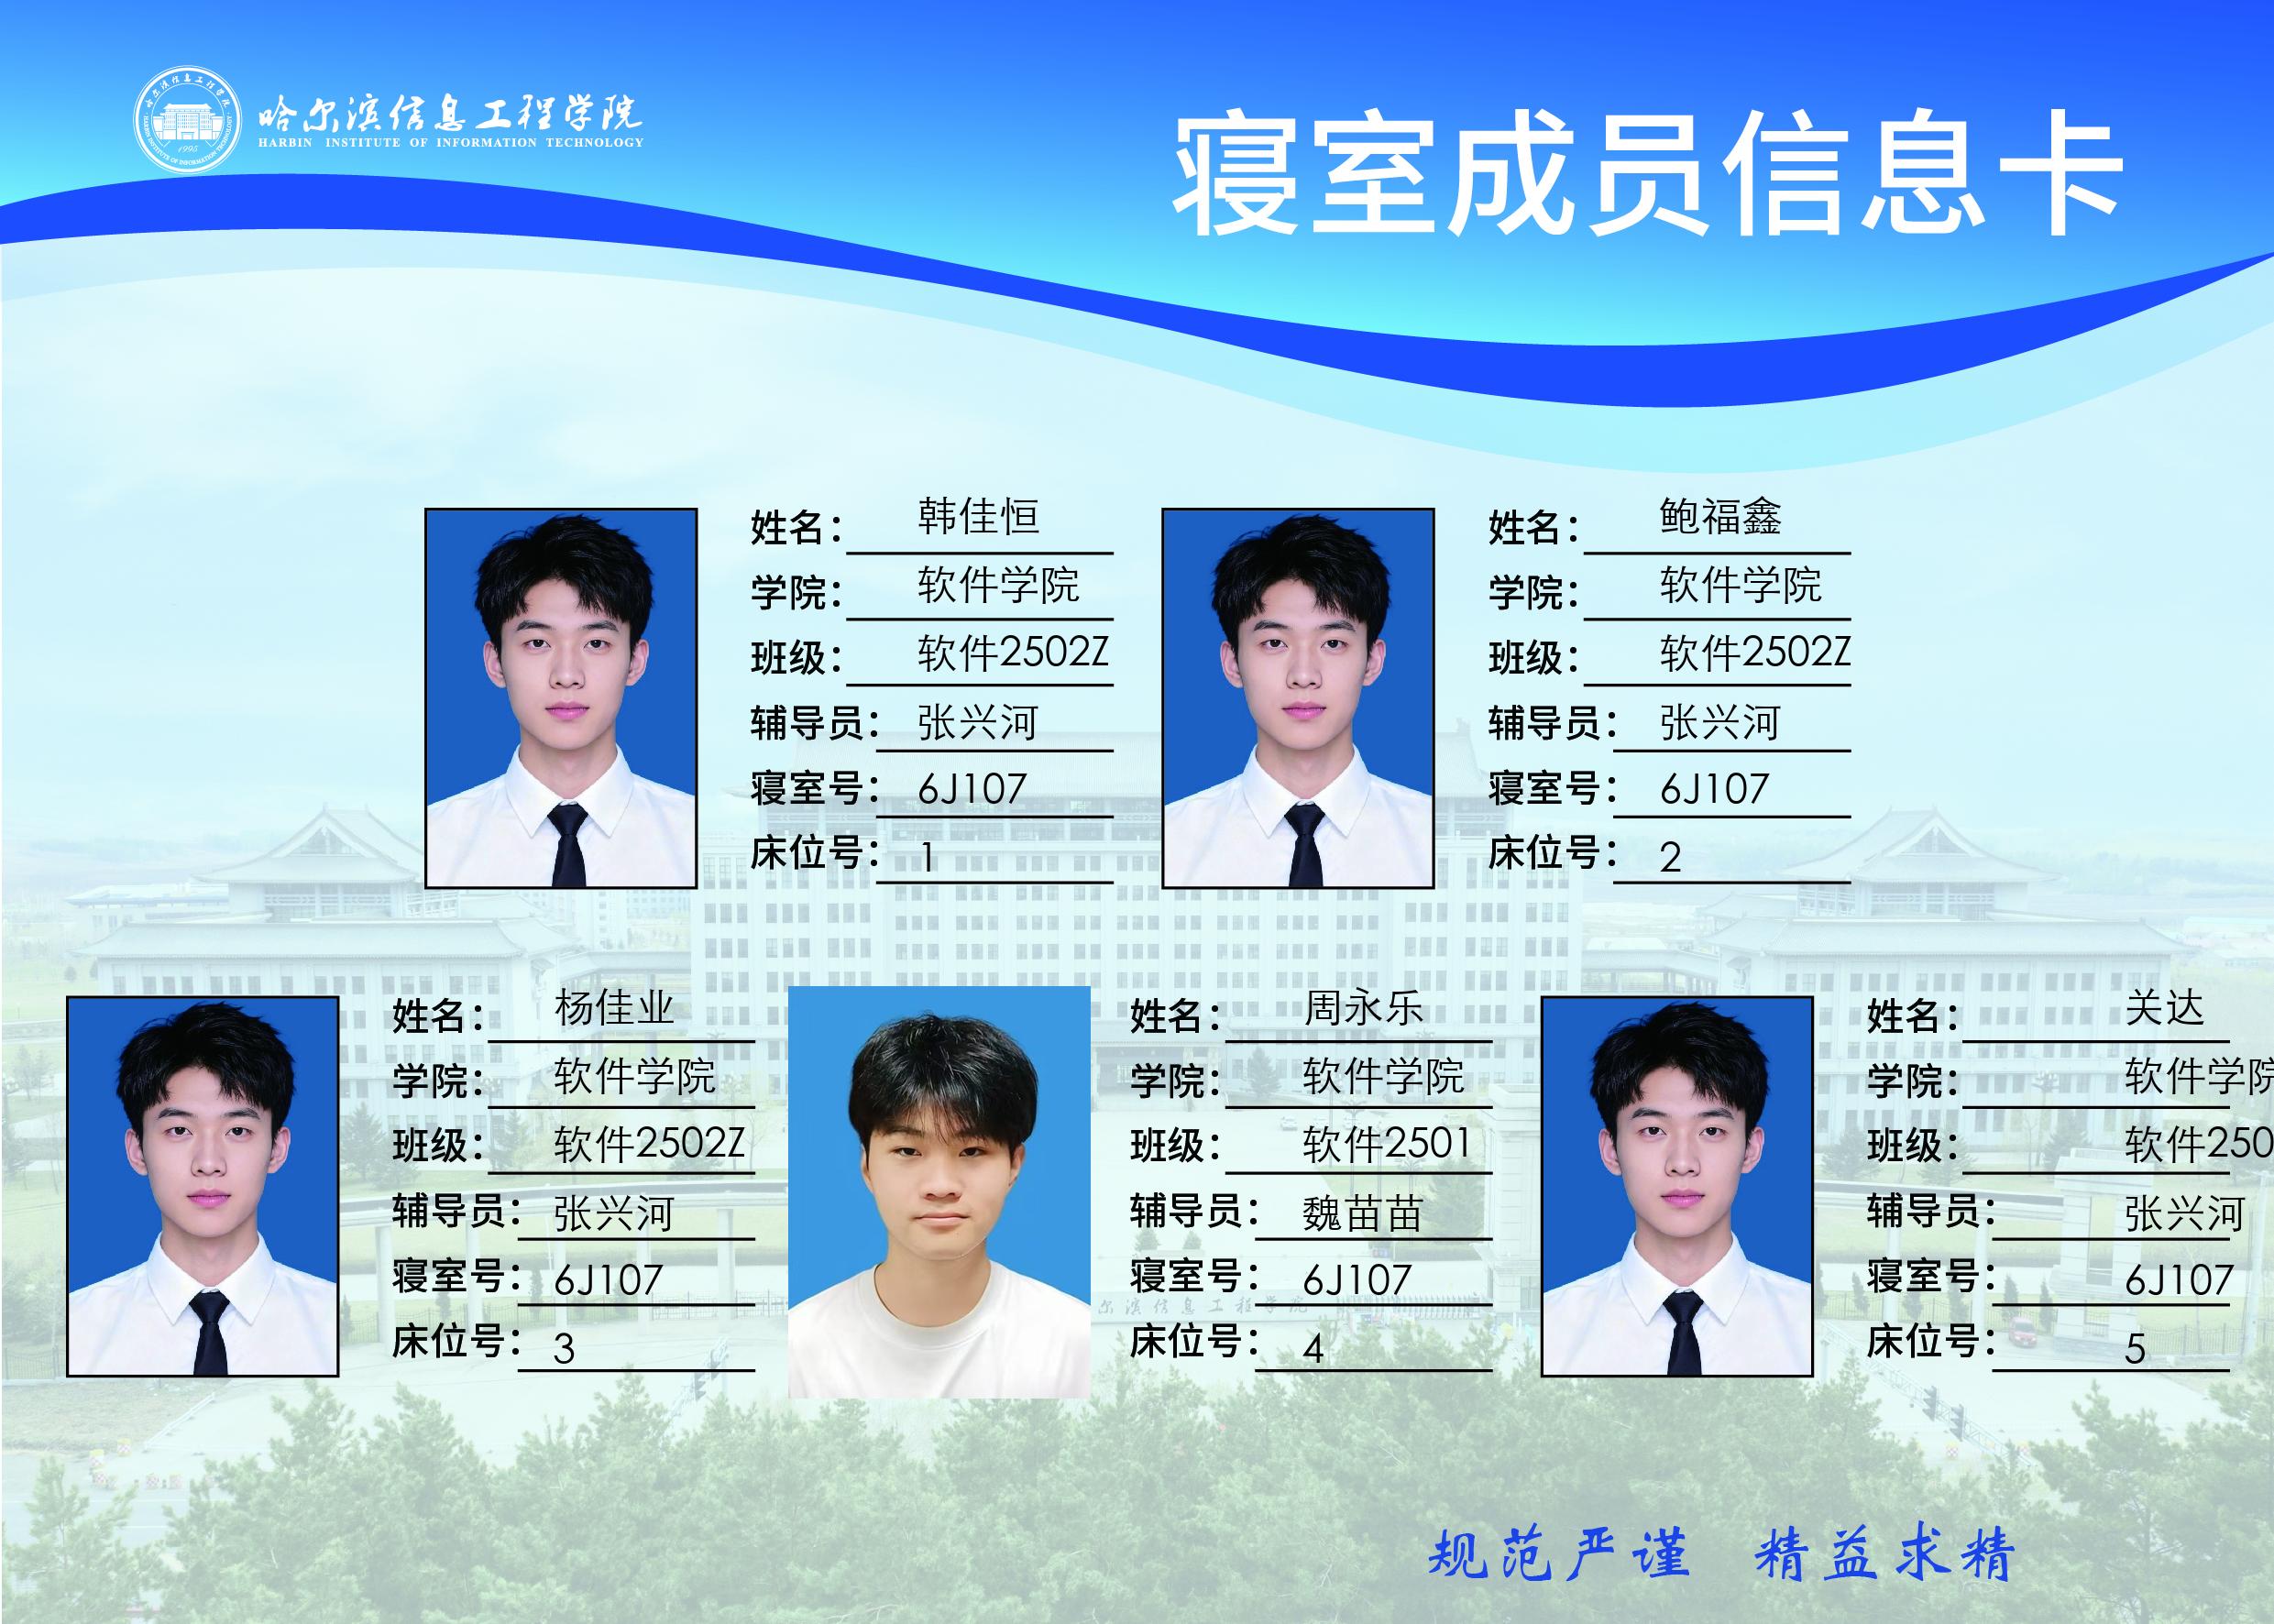 哈尔滨信息工程学院
HARBIN INSTITUTE OF INFORMATION TECHNOLOGY
1995
寝室成员信息卡
姓名：韩佳恒
学院：软件学院
班级：软件2502Z
辅导员：张兴河
寝室号：6J107
床位号：1
姓名：鲍福鑫
学院：软件学院
班级：软件2502Z
辅导员：张兴河
寝室号：6J107
床位号：2
姓名：杨佳业
学院：软件学院
班级：软件2502Z
辅导员：张兴河
寝室号：6J107
床位号：3
姓名：周永乐
学院：软件学院
班级：软件2501
辅导员：魏苗苗
寝室号：6J107
床位号：4
姓名：关达
学院：软件学院
班级：软件250
辅导员：张兴河
寝室号：6J107
床位号：5
尔滨信息工程学院
规范严谨 精益求精